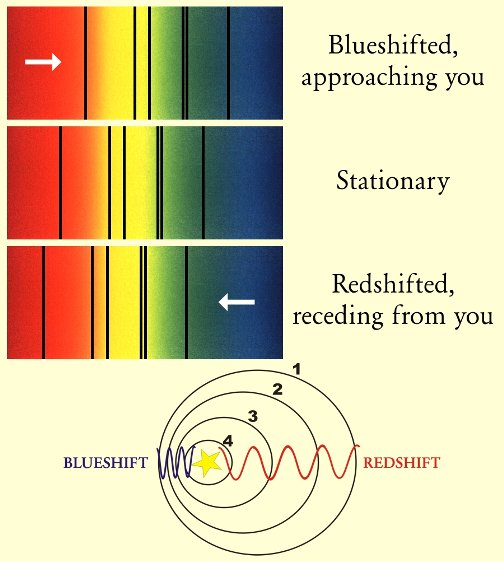 Blueshifted,
approaching you
Stationary
Redshifted,
receding from you
1
2
3
4
BLUESHIFT
REDSHIFT